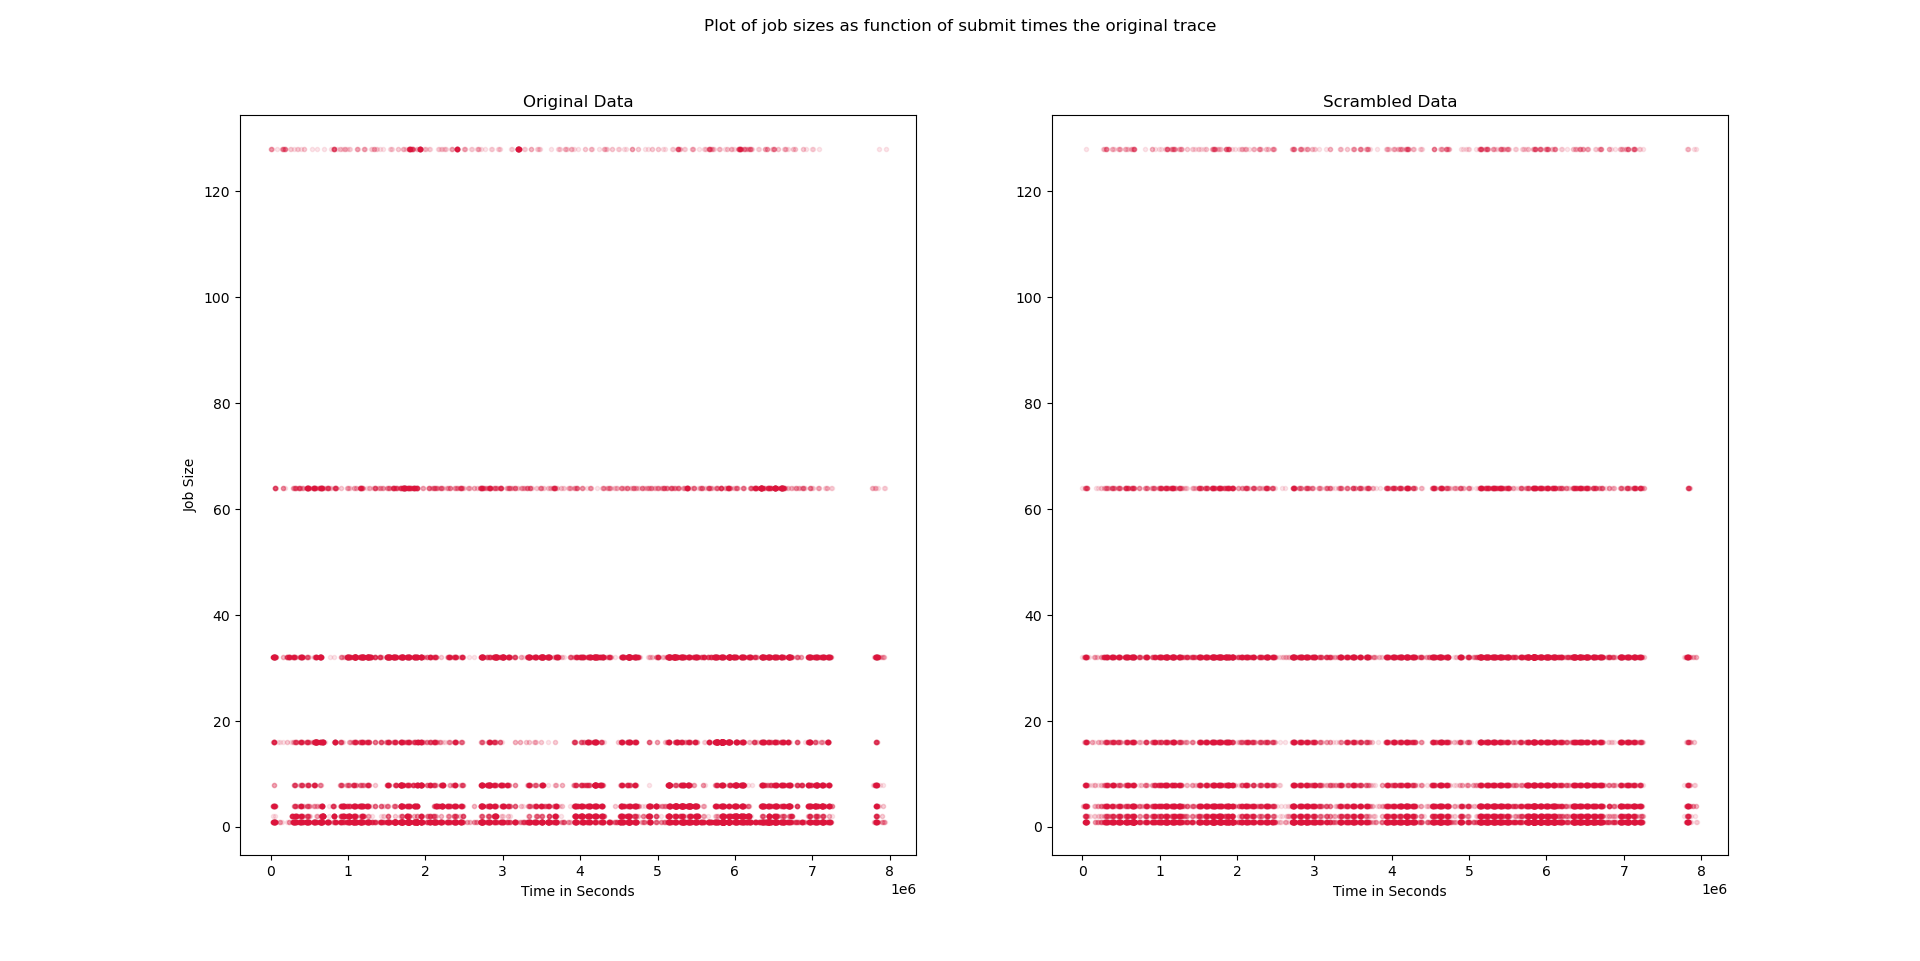 Plot of job sizes as function of submit times the original trace
Original Data
120
100
80
60
40
20
0
Job Size
0 1 2 3 4 5 6 7 8
1e6
Time in Seconds
Scrambled Data
120
100
80
60
40
20
0
0 1 2 3 4 5 6 7 8
1e6
Time in Seconds